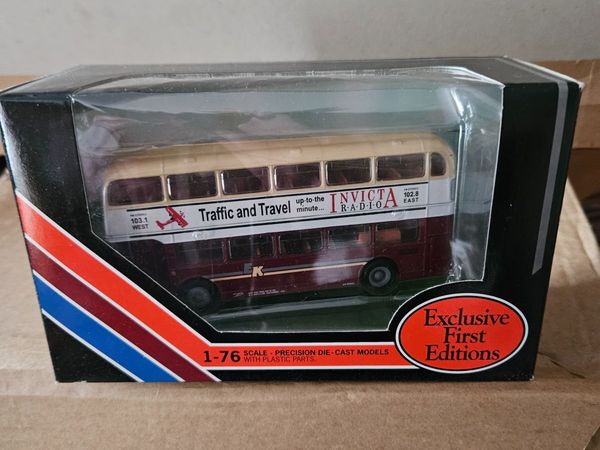 103.1
WEST
Traffic and Travel up-to-the minute...
INVICTA
RADIO
102.8
EAST
EK
1-76 SCALE - PRECISION DIE-CAST MODELS
WITH PLASTIC PARTS.
Exclusive
First
Editions